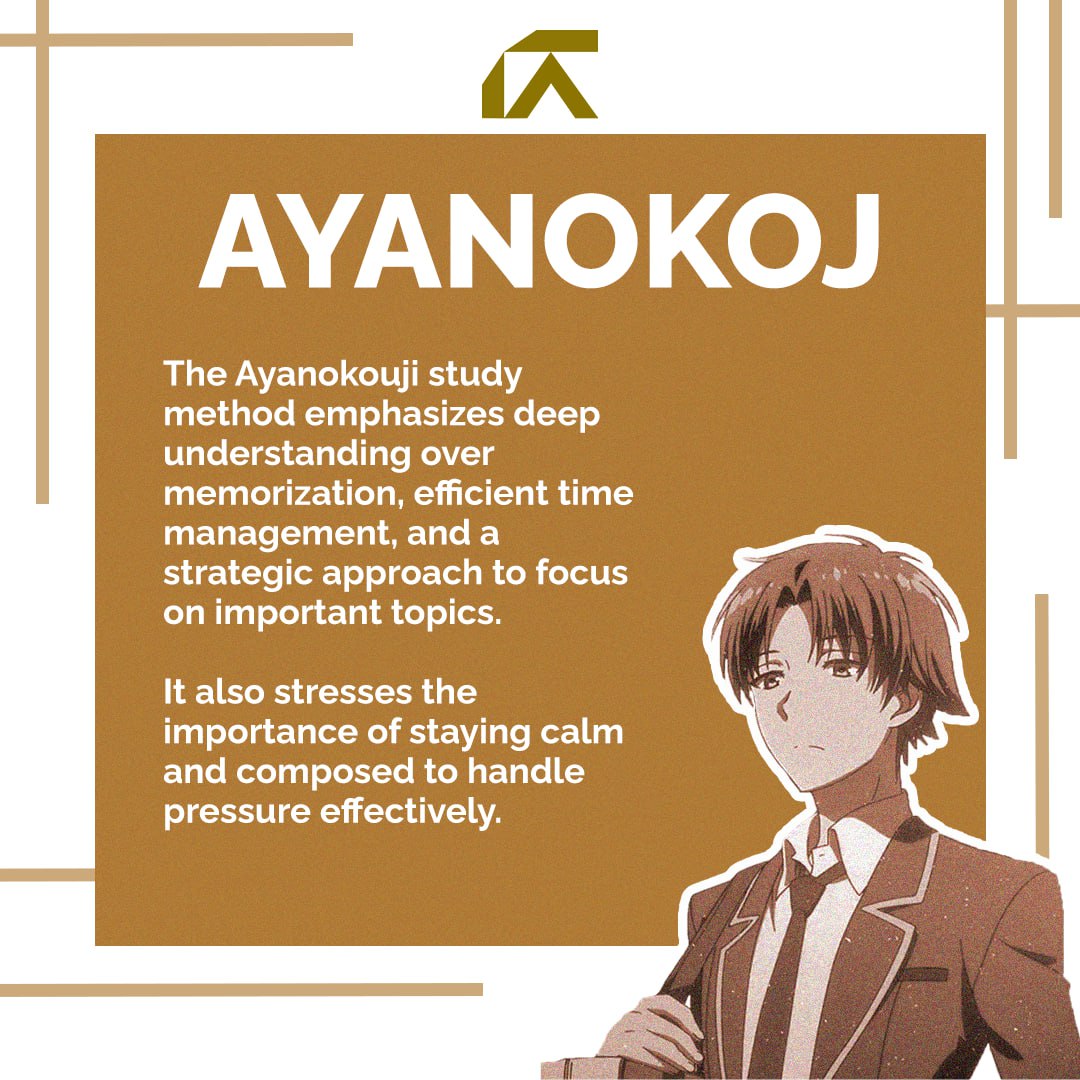 AYANOKOJ
The Ayanokouji study
method emphasizes deep
understanding over
memorization, efficient time
management, and a
strategic approach to focus
on important topics.
It also stresses the
importance of staying calm
and composed to handle
pressure effectively.